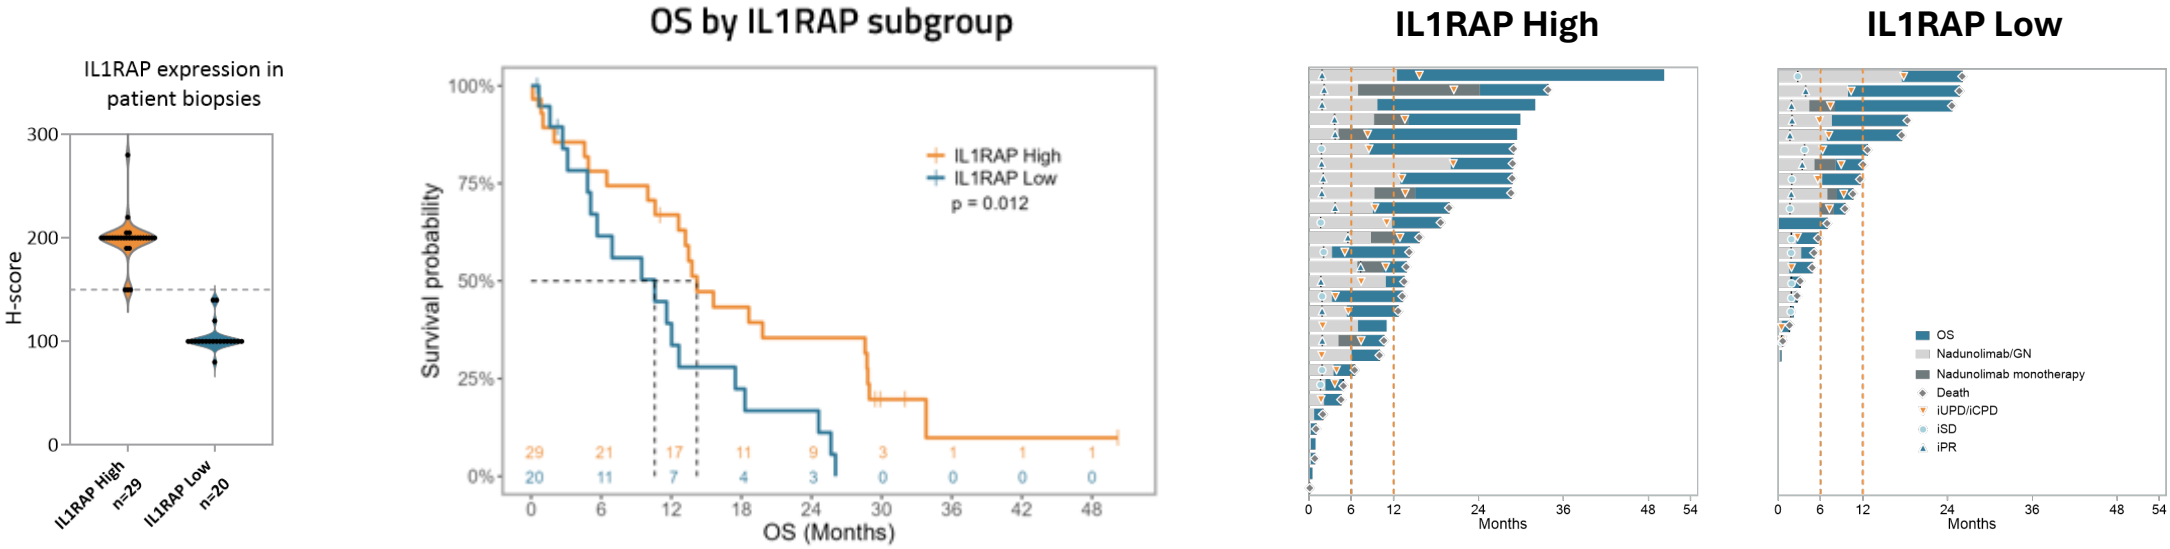 IL1RAP expression in
patient biopsies
H-score
300
200
100
0
IL1RAP High
n=29
IL1RAP Low
n=20
OS by IL1RAP subgroup
Survival probability
100%
75%
50%
25%
0%
IL1RAP High
IL1RAP Low
p = 0.012
29 21 17 11 9 3 1 1 1
20 11 7 4 3 0 0 0 0
0 6 12 18 24 30 36 42 48
OS (Months)
IL1RAP High
0 6 12 24 36 48 54
Months
IL1RAP Low
OS
Nadunolimab/GN
Nadunolimab monotherapy
Death
iUPD/iCPD
iSD
iPR
0 6 12 24 36 48 54
Months